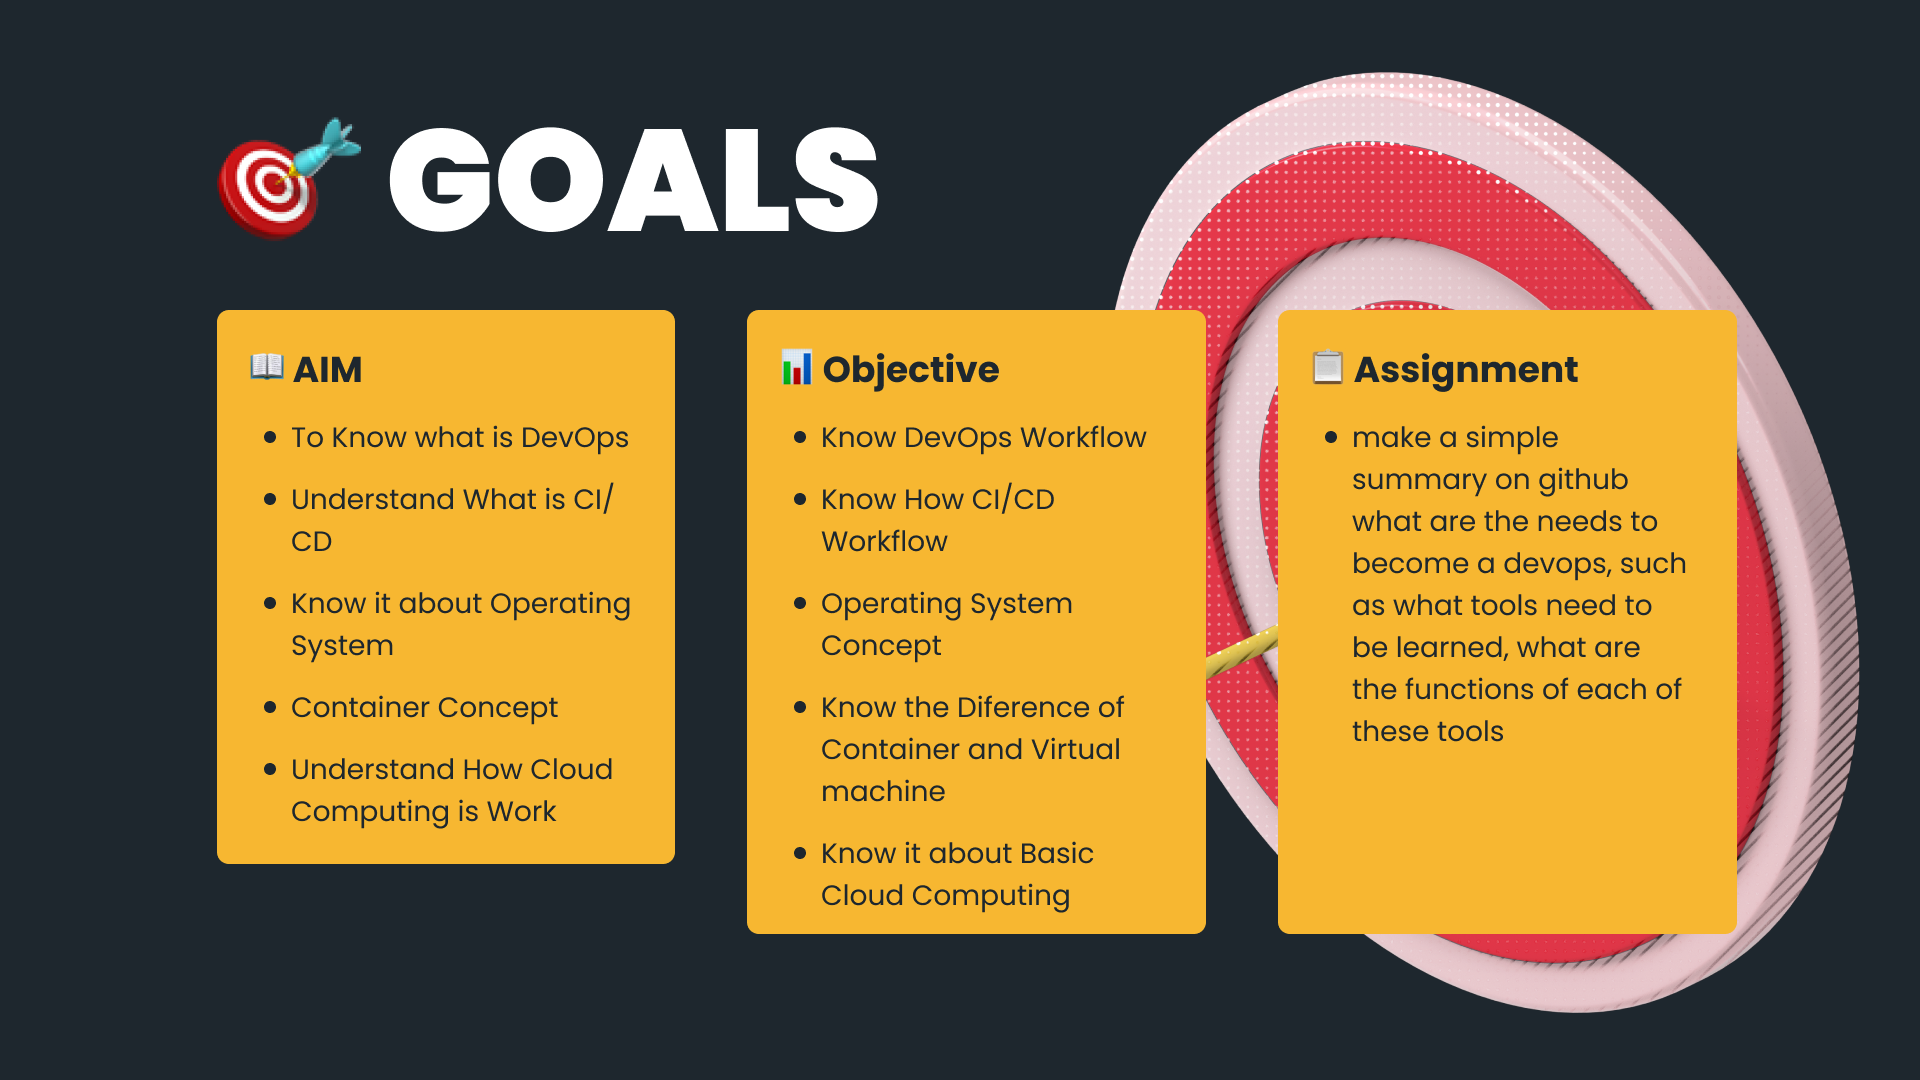 GOALS
AIM
To Know what is DevOps
Understand What is CI/
CD
Know it about Operating
System
Container Concept
Understand How Cloud
Computing is Work
Objective
Know DevOps Workflow
Know How CI/CD
Workflow
Operating System
Concept
Know the Diference of
Container and Virtual
machine
Know it about Basic
Cloud Computing
Assignment
make a simple
summary on github
what are the needs to
become a devops, such
as what tools need to
be learned, what are
the functions of each of
these tools